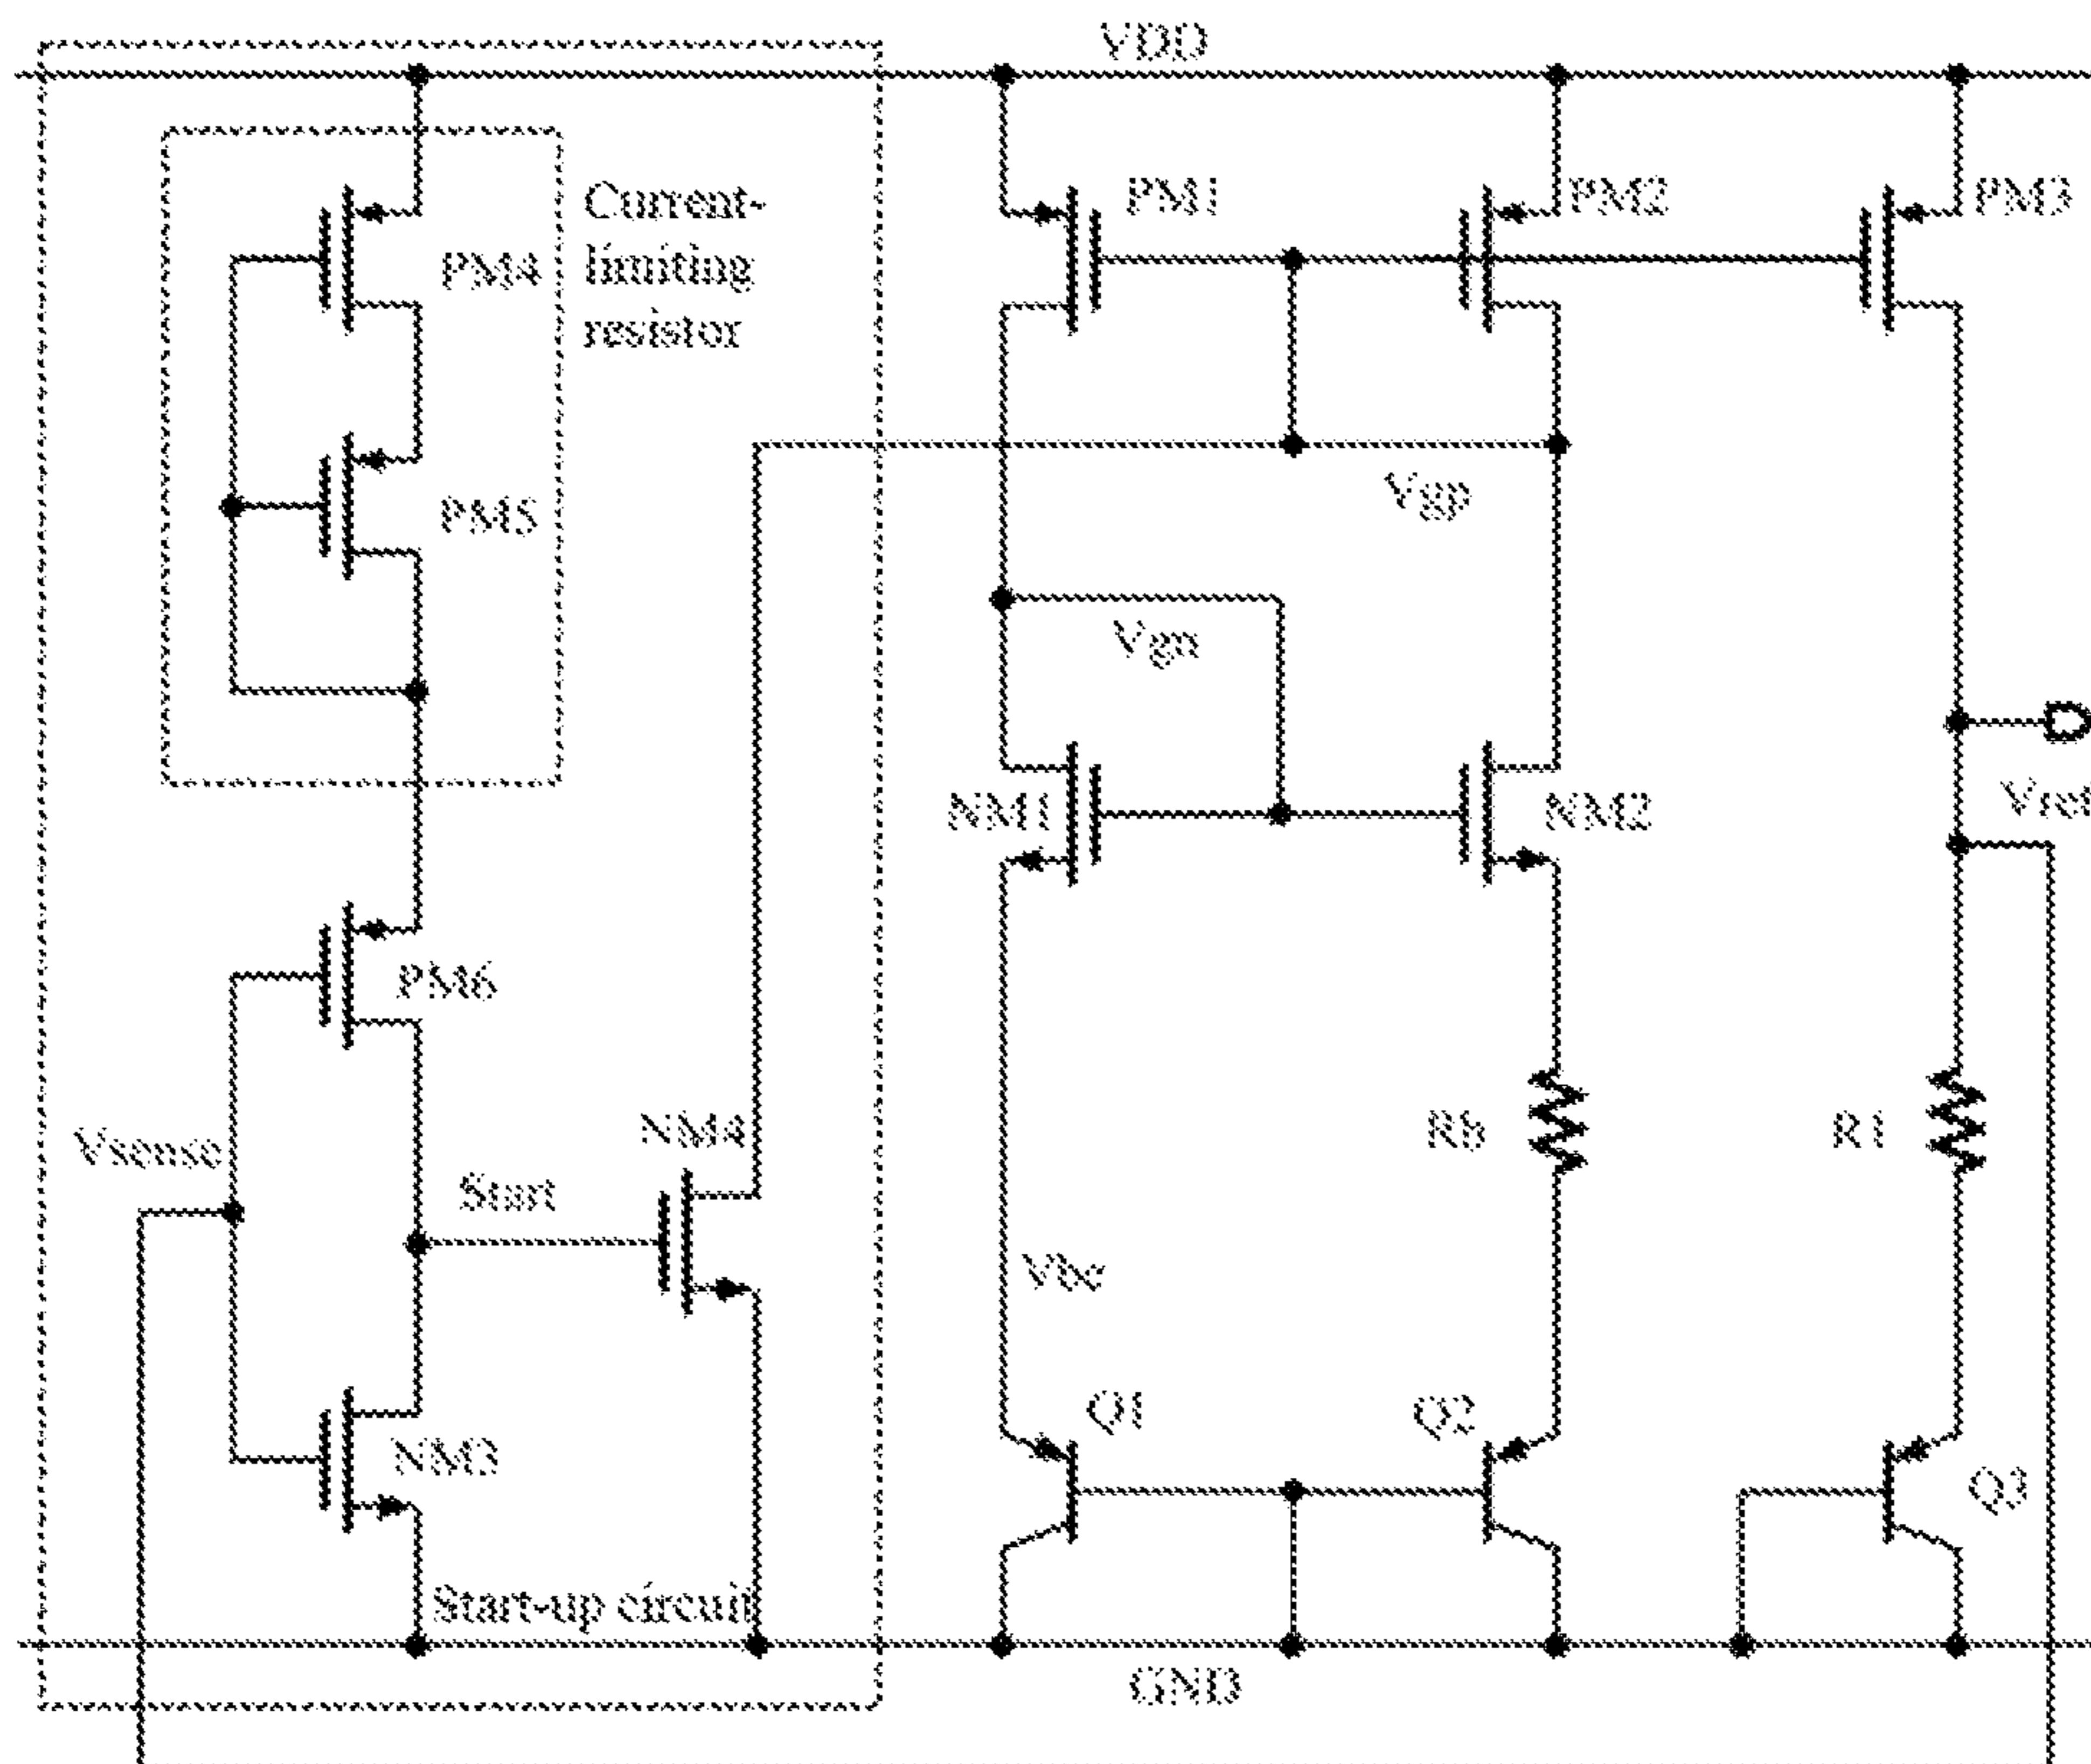 VDD
PM1
PM2
PM3
Current-
limiting
resistor
PM4
Vgp
PM5
Vgn
Vref
NM1
NM2
PM6
NM4
Rb
R1
Vsense
Start
Vbe
Q1
Q2
NM3
Q3
Start-up circuit
GND